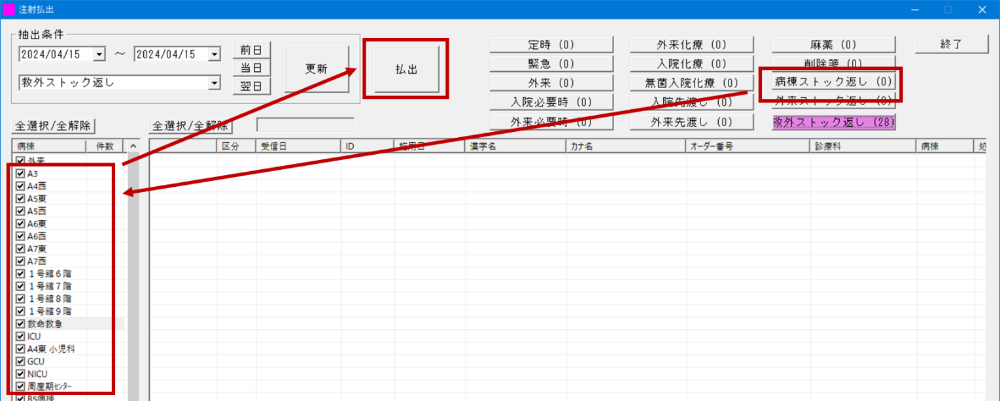 注射払出
抽出条件
2024/04/15 ～ 2024/04/15
救外ストック返し
前日
当日
翌日
更新
払出
定時 (0)
緊急 (0)
外来 (0)
入院必要時 (0)
外来必要時 (0)
外来化療 (0)
入院化療 (0)
無菌入院化療 (0)
入院先渡し (0)
外来先渡し (0)
麻薬 (0)
削除箋 (0)
病棟ストック返し (0)
外来ストック返し (0)
救外ストック返し (28)
終了
全選択/全解除
全選択/全解除
病棟 件数
外来
A3
A4西
A5東
A5西
A6東
A6西
A7東
A7西
１号館６階
１号館７階
１号館８階
１号館９階
救命救急
ICU
A4東 小児科
GCU
NICU
周産期ｾﾝﾀｰ
B5病棟
区分 受信日 ID 施用日 漢字名 カナ名 オーダー番号 診療科 病棟 処